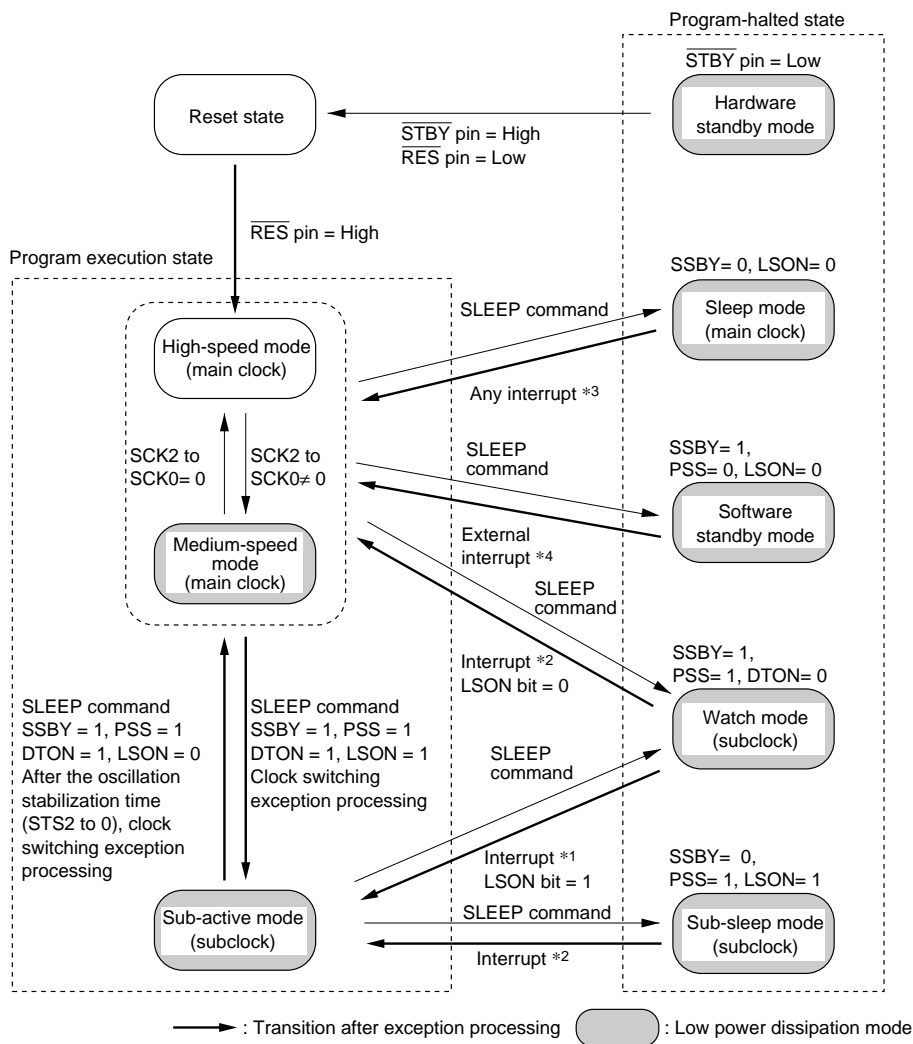 Program-halted state
STBY pin = Low
Hardware
standby mode
Reset state
STBY pin = High
RES pin = Low
RES pin = High
Program execution state
SSBY= 0, LSON= 0
Sleep mode
(main clock)
SLEEP command
Any interrupt *3
High-speed mode
(main clock)
SCK2 to
SCK0= 0
SCK2 to
SCK0≠ 0
Medium-speed
mode
(main clock)
SLEEP
command
External
interrupt *4
SSBY= 1,
PSS= 0, LSON= 0
Software
standby mode
SLEEP
command
Interrupt *2
LSON bit = 0
SSBY= 1,
PSS= 1, DTON= 0
Watch mode
(subclock)
SLEEP command
SSBY = 1, PSS = 1
DTON = 1, LSON = 0
After the oscillation
stabilization time
(STS2 to 0), clock
switching exception
processing
SLEEP command
SSBY = 1, PSS = 1
DTON = 1, LSON = 1
Clock switching
exception processing
SLEEP
command
Interrupt *1
LSON bit = 1
SSBY= 0,
PSS= 1, LSON= 1
Sub-sleep mode
(subclock)
Sub-active mode
(subclock)
SLEEP command
Interrupt *2
: Transition after exception processing
: Low power dissipation mode